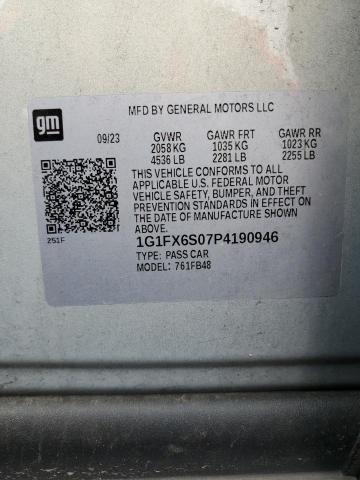 gm
MFD BY GENERAL MOTORS LLC
09/23 GVWR GAWR FRT GAWR RR
2058 KG 1035 KG 1023 KG
4536 LB 2281 LB 2255 LB
THIS VEHICLE CONFORMS TO ALL
APPLICABLE U.S. FEDERAL MOTOR
VEHICLE SAFETY, BUMPER, AND THEFT
PREVENTION STANDARDS IN EFFECT ON
THE DATE OF MANUFACTURE SHOWN
ABOVE.
251F
1G1FX6S07P4190946
TYPE: PASS CAR
MODEL: 761FB48